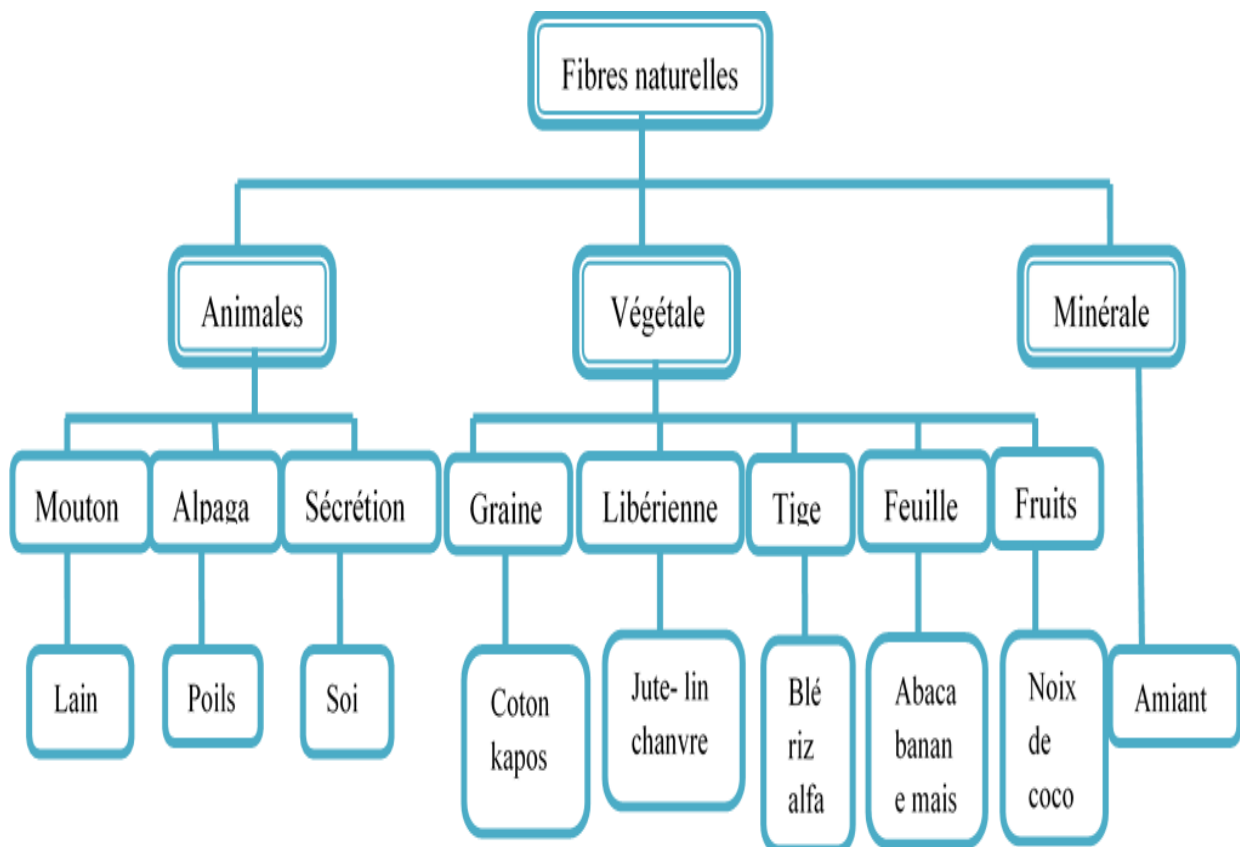 Fibres naturelles
Animales
Végétale
Minérale
Mouton
Alpaga
Sécrétion
Graine
Libérienne
Tige
Feuille
Fruits
Lain
Poils
Soi
Coton
kapos
Jute- lin
chanvre
Blé
riz
alfa
Abaca
banan
e mais
Noix
de
coco
Amiant